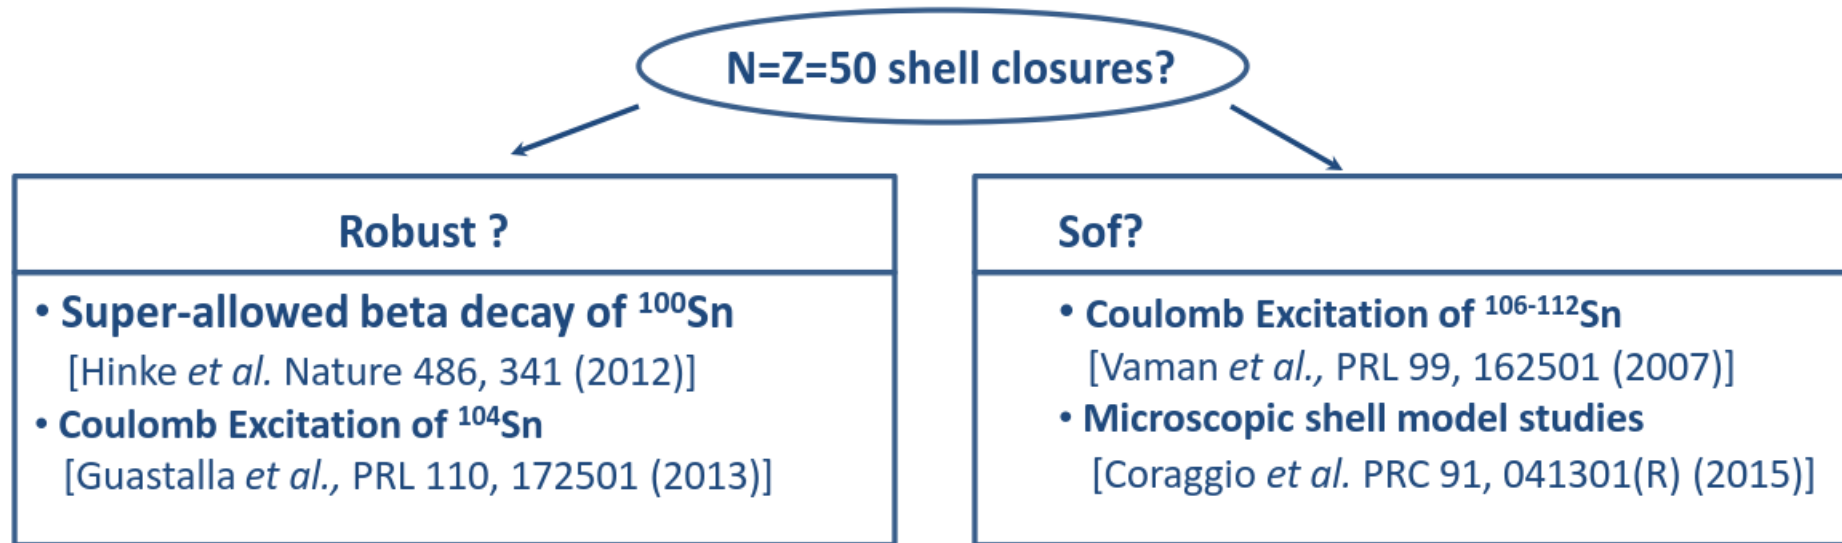 N=Z=50 shell closures?
Robust ?
• Super-allowed beta decay of ¹⁰⁰Sn
[Hinke et al. Nature 486, 341 (2012)]
• Coulomb Excitation of ¹⁰⁴Sn
[Guastalla et al., PRL 110, 172501 (2013)]
Sof?
• Coulomb Excitation of ¹⁰⁶⁻¹¹²Sn
[Vaman et al., PRL 99, 162501 (2007)]
• Microscopic shell model studies
[Coraggio et al. PRC 91, 041301(R) (2015)]